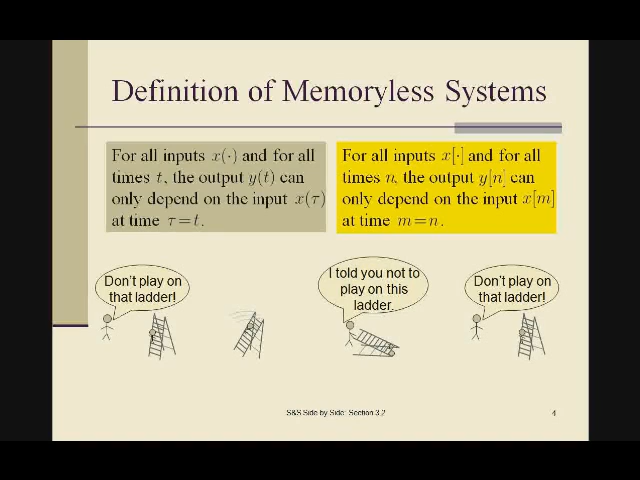 Definition of Memoryless Systems
For all inputs x(·) and for all
times t, the output y(t) can
only depend on the input x(τ)
at time τ = t.
For all inputs x[·] and for all
times n, the output y[n] can
only depend on the input x[m]
at time m = n.
Don't play on
that ladder!
I told you not to
play on this
ladder.
Don't play on
that ladder!
S&S Side by Side: Section 3.2
4